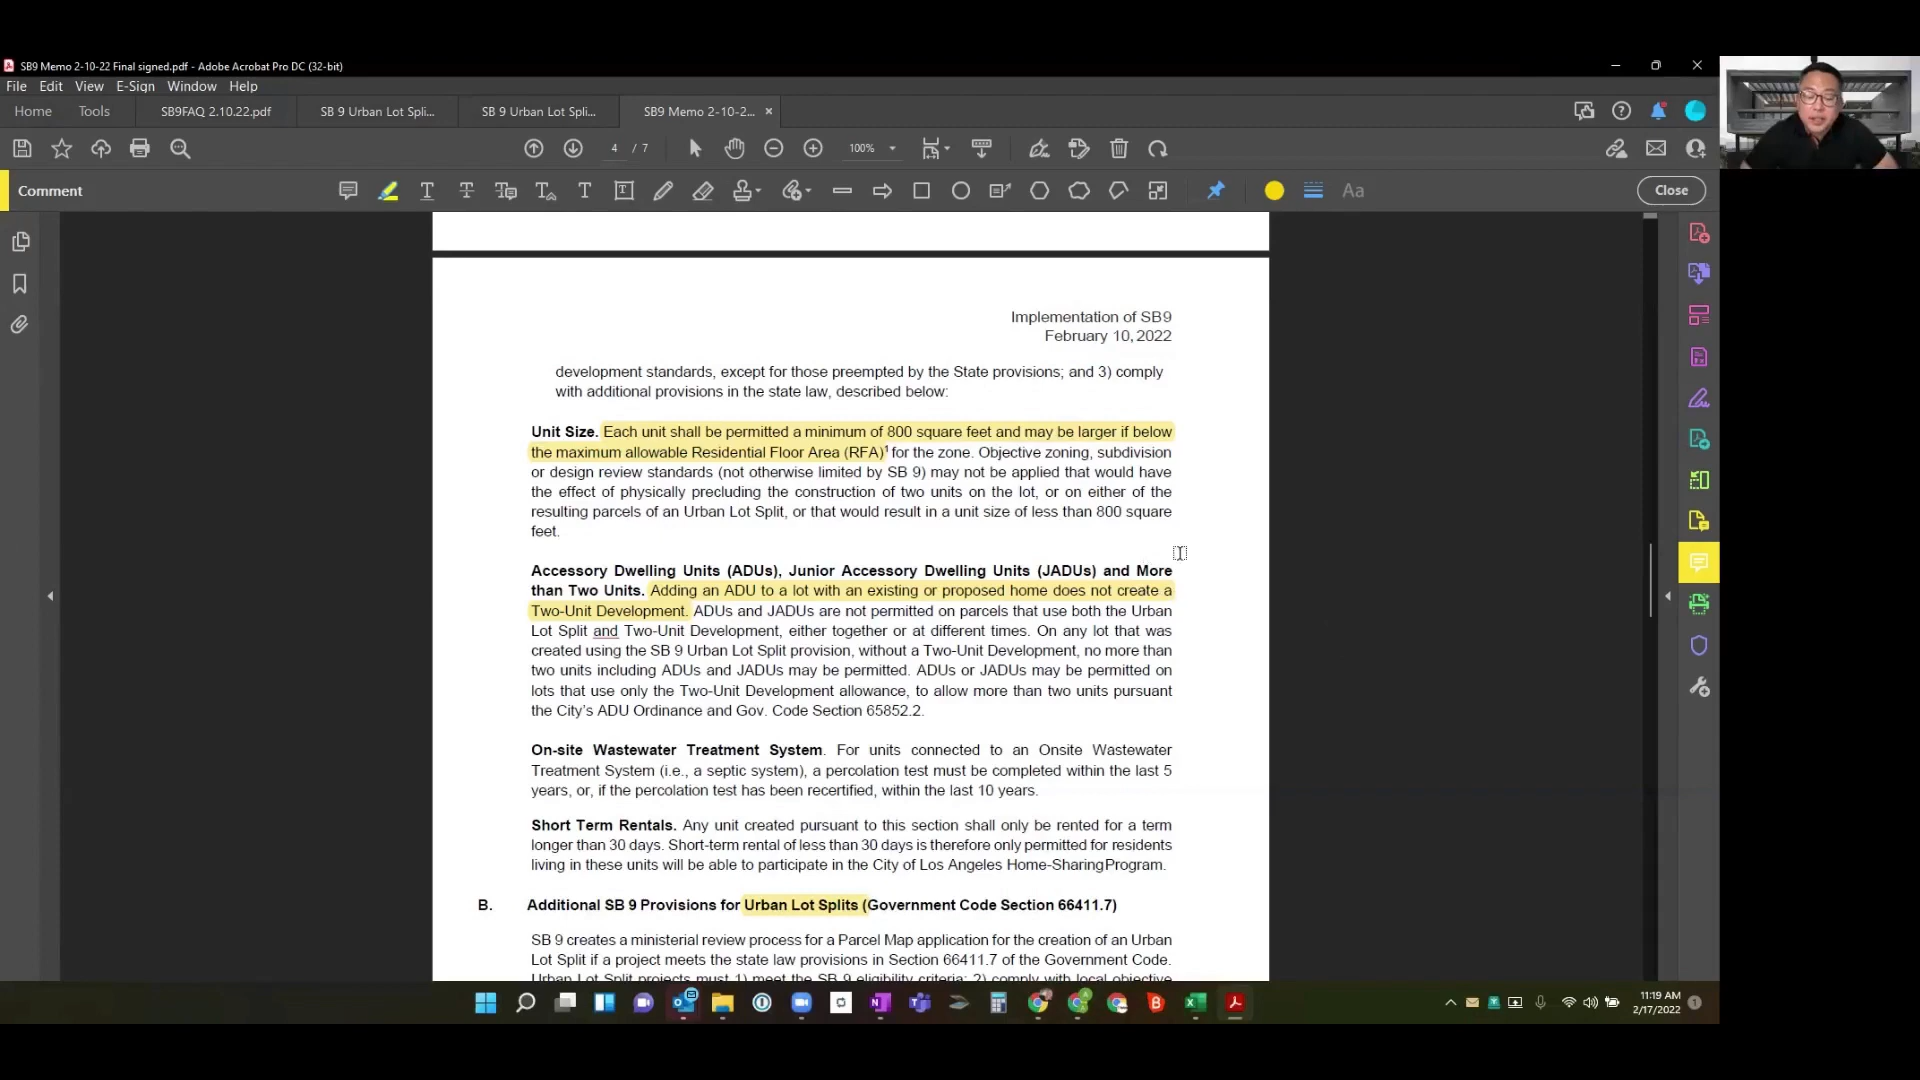 SB9 Memo 2-10-22 Final signed.pdf - Adobe Acrobat Pro DC (32-bit)
File Edit View E-Sign Window Help
Home Tools SB9FAQ 2.10.22.pdf SB 9 Urban Lot Spli... SB 9 Urban Lot Spli... SB9 Memo 2-10-2... ×
4 / 7 100%
Comment Aa Close
Implementation of SB9
February 10, 2022
development standards, except for those preempted by the State provisions; and 3) comply
with additional provisions in the state law, described below:
Unit Size. Each unit shall be permitted a minimum of 800 square feet and may be larger if below
the maximum allowable Residential Floor Area (RFA)¹ for the zone. Objective zoning, subdivision
or design review standards (not otherwise limited by SB 9) may not be applied that would have
the effect of physically precluding the construction of two units on the lot, or on either of the
resulting parcels of an Urban Lot Split, or that would result in a unit size of less than 800 square
feet.
Accessory Dwelling Units (ADUs), Junior Accessory Dwelling Units (JADUs) and More
than Two Units. Adding an ADU to a lot with an existing or proposed home does not create a
Two-Unit Development. ADUs and JADUs are not permitted on parcels that use both the Urban
Lot Split and Two-Unit Development, either together or at different times. On any lot that was
created using the SB 9 Urban Lot Split provision, without a Two-Unit Development, no more than
two units including ADUs and JADUs may be permitted. ADUs or JADUs may be permitted on
lots that use only the Two-Unit Development allowance, to allow more than two units pursuant
the City's ADU Ordinance and Gov. Code Section 65852.2.
On-site Wastewater Treatment System. For units connected to an Onsite Wastewater
Treatment System (i.e., a septic system), a percolation test must be completed within the last 5
years, or, if the percolation test has been recertified, within the last 10 years.
Short Term Rentals. Any unit created pursuant to this section shall only be rented for a term
longer than 30 days. Short-term rental of less than 30 days is therefore only permitted for residents
living in these units will be able to participate in the City of Los Angeles Home-Sharing Program.
B. Additional SB 9 Provisions for Urban Lot Splits (Government Code Section 66411.7)
SB 9 creates a ministerial review process for a Parcel Map application for the creation of an Urban
Lot Split if a project meets the state law provisions in Section 66411.7 of the Government Code.
Urban Lot Split projects must 1) meet the SB 9 eligibility criteria; 2) comply with local objective
11:19 AM
2/17/2022